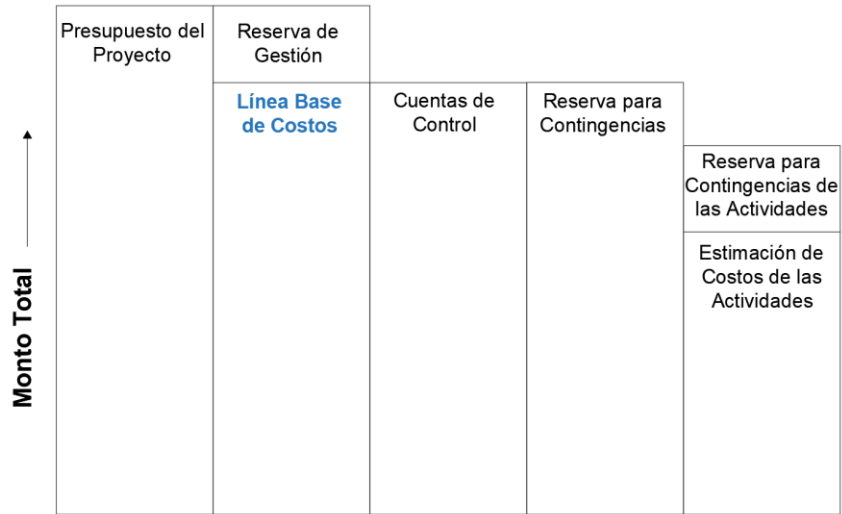 Presupuesto del
Proyecto
Reserva de
Gestión
Línea Base
de Costos
Cuentas de
Control
Reserva para
Contingencias
Reserva para
Contingencias de
las Actividades
Estimación de
Costos de las
Actividades
Monto Total